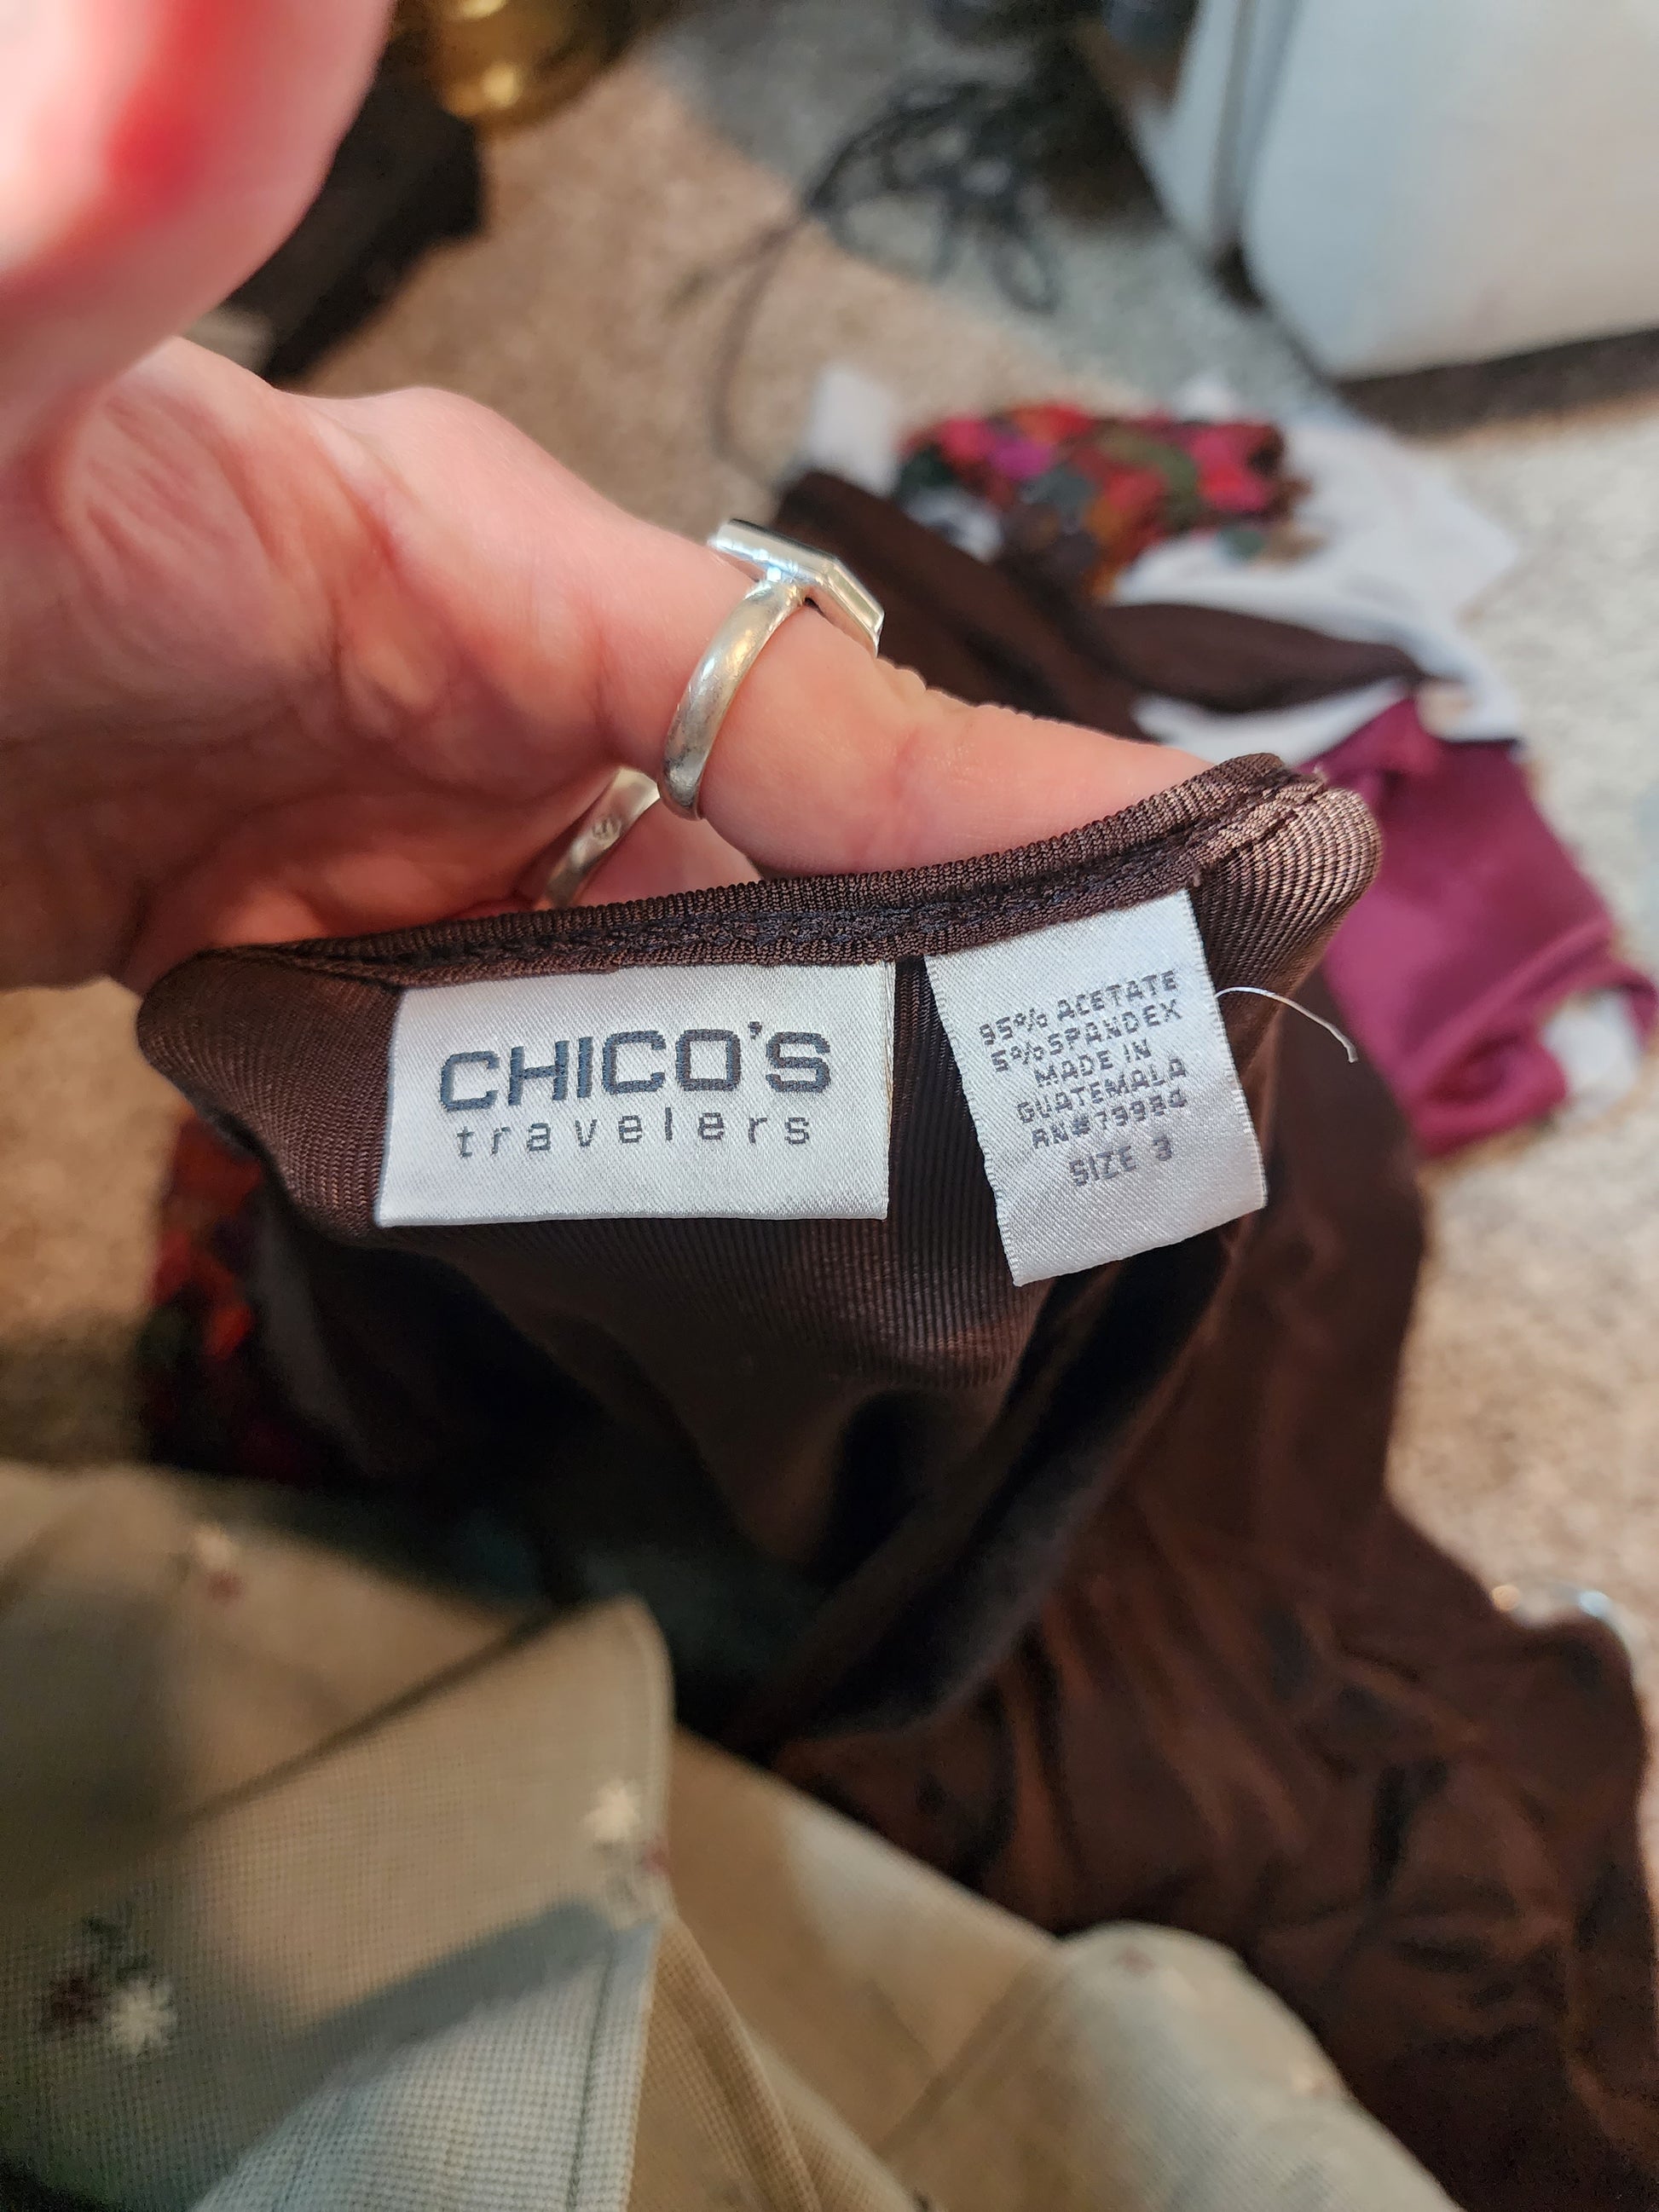 CHICO'S
travelers
95% ACETATE
5% SPANDEX
MADE IN
GUATEMALA
RN# 79984
SIZE 3